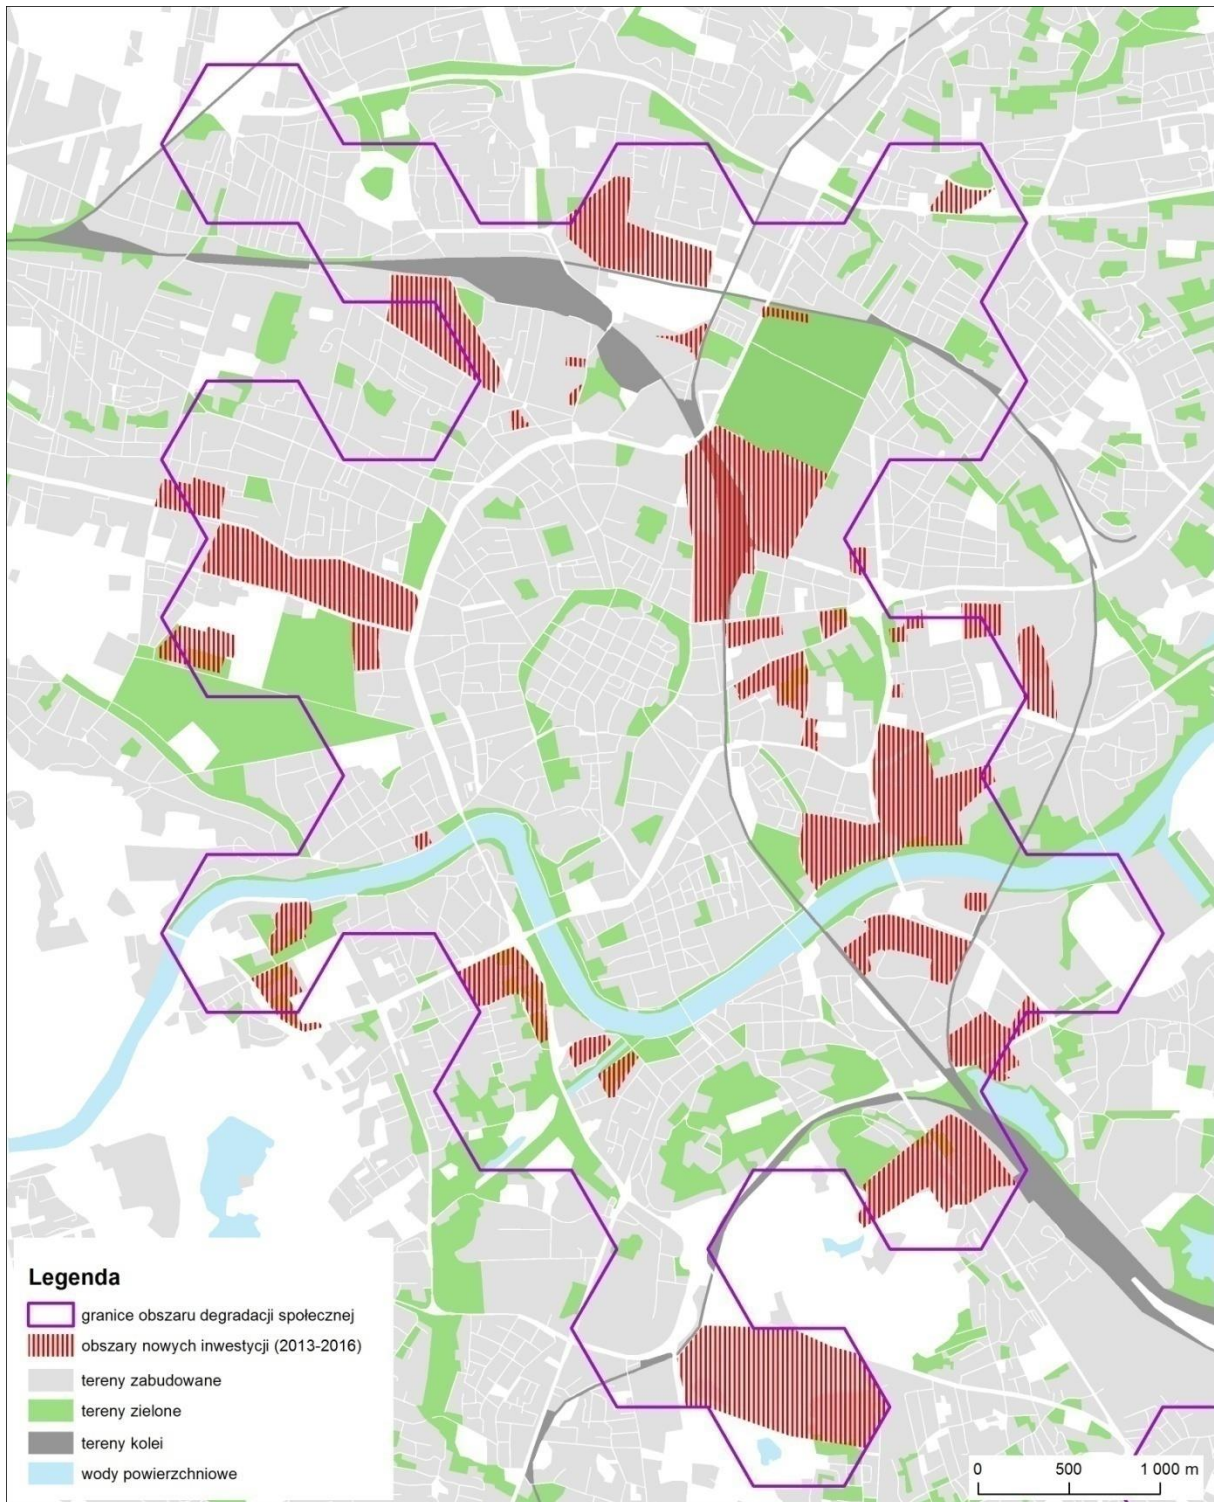 Legenda
granice obszaru degradacji społecznej
obszary nowych inwestycji (2013-2016)
tereny zabudowane
tereny zielone
tereny kolei
wody powierzchniowe
0 500 1 000 m